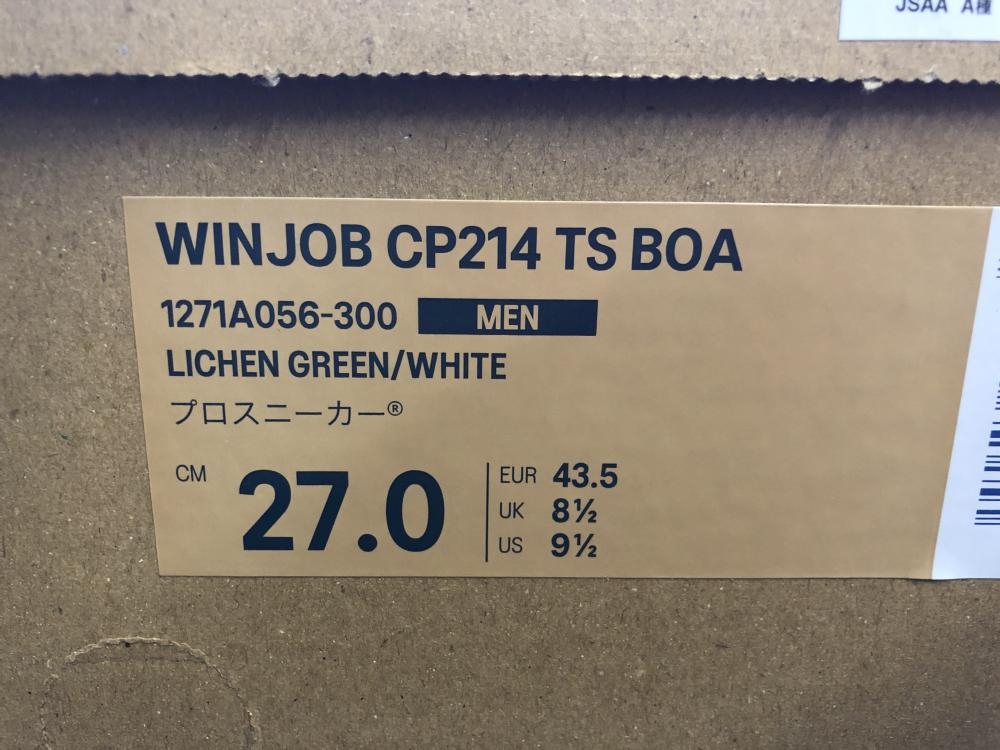 JSAA A種
WINJOB CP214 TS BOA
1271A056-300 MEN
LICHEN GREEN/WHITE
プロスニーカー®
CM 27.0
EUR 43.5
UK 8½
US 9½